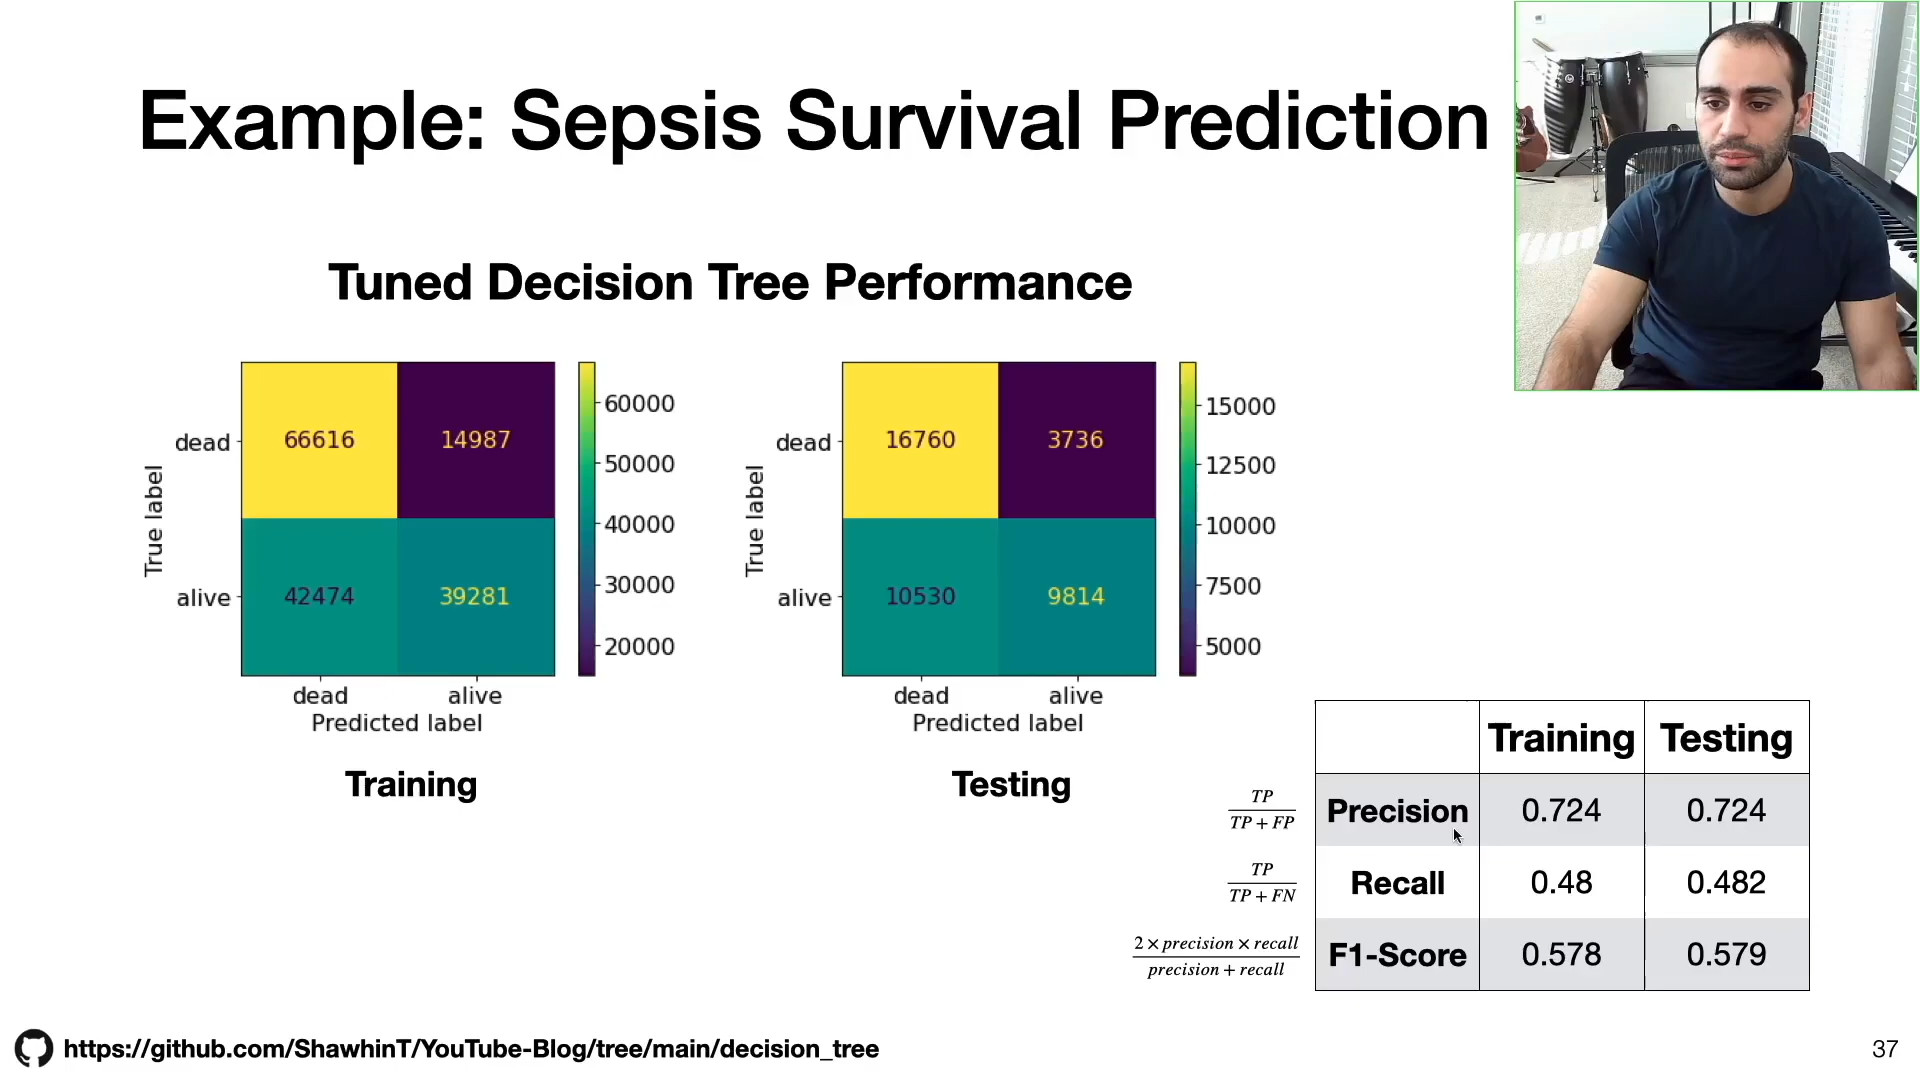 Example: Sepsis Survival Prediction
Tuned Decision Tree Performance
True label
dead
alive
66616
14987
42474
39281
dead
alive
Predicted label
60000
50000
40000
30000
20000
Training
True label
dead
alive
16760
3736
10530
9814
dead
alive
Predicted label
15000
12500
10000
7500
5000
Testing
Training Testing
TP
TP + FP
Precision 0.724 0.724
TP
TP + FN
Recall 0.48 0.482
2 × precision × recall
precision + recall
F1-Score 0.578 0.579
https://github.com/ShawhinT/YouTube-Blog/tree/main/decision_tree
37